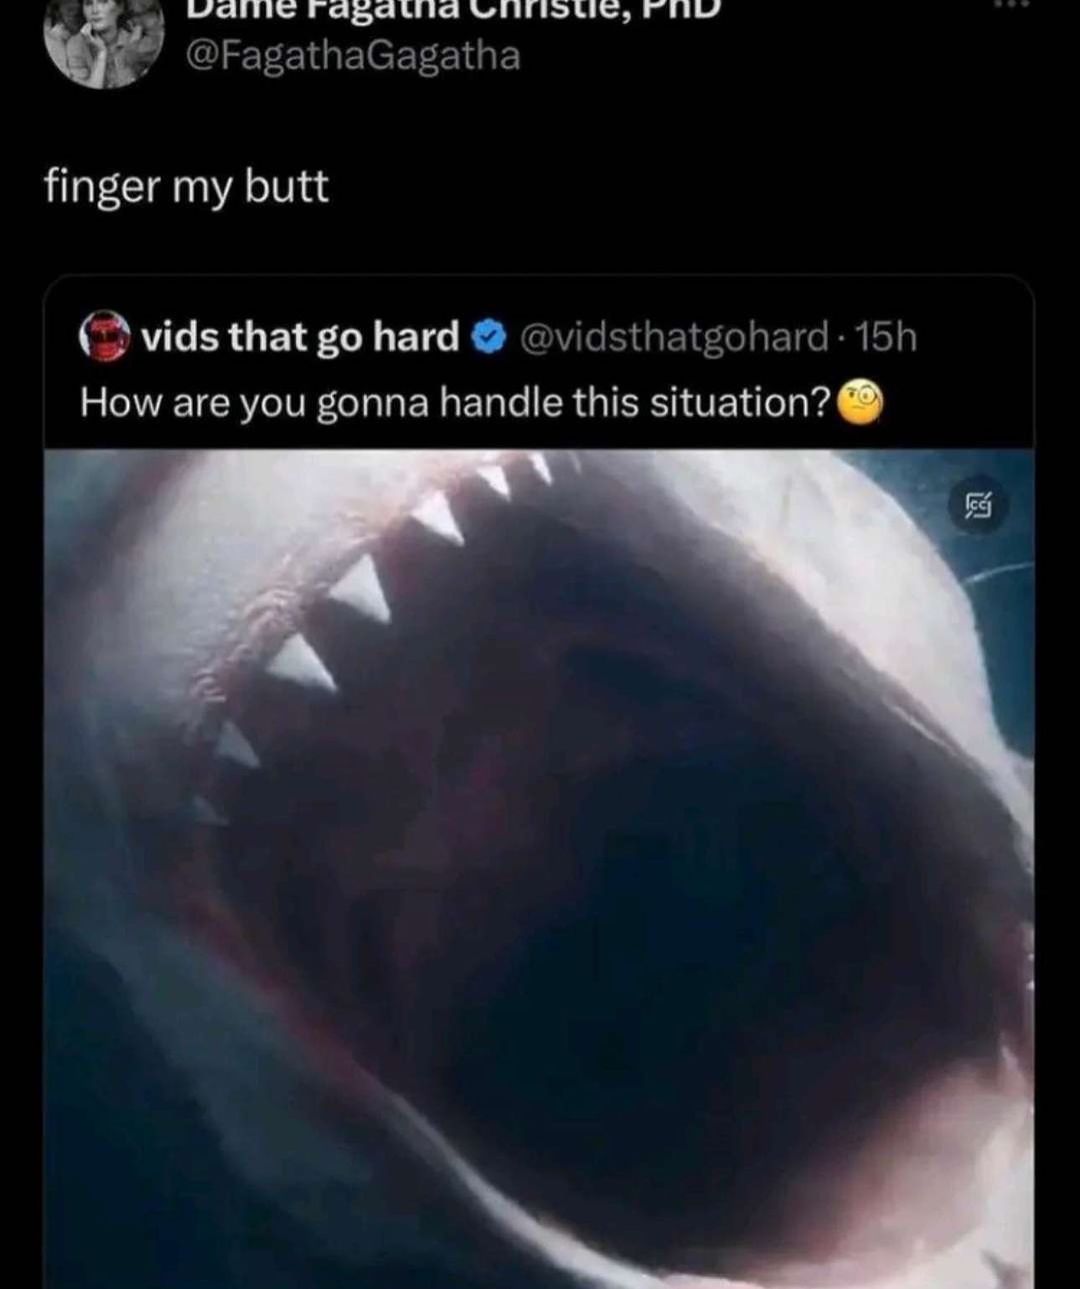 Dame Fagatha Christie, PhD
@FagathaGagatha
finger my butt
vids that go hard @vidsthatgohard · 15h
How are you gonna handle this situation?🧐